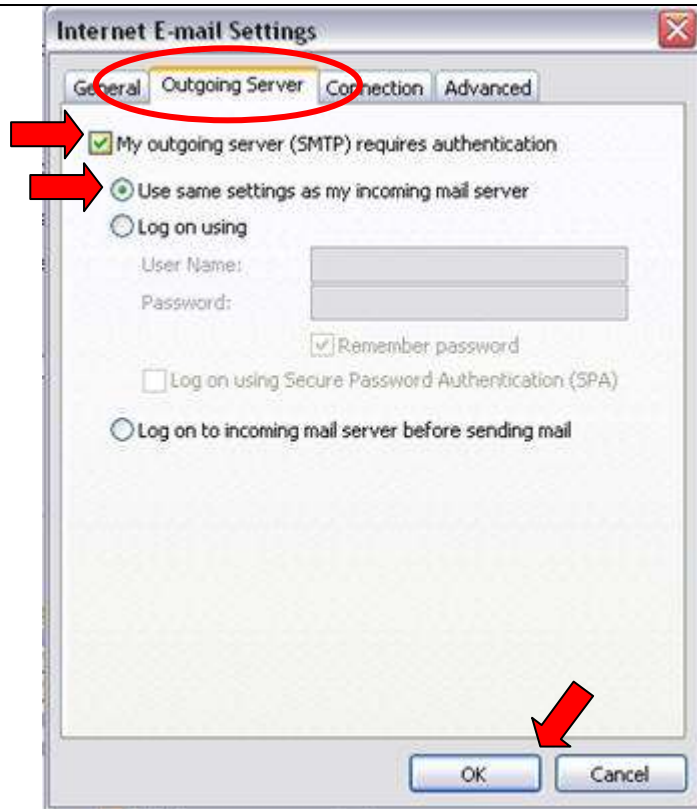 Internet E-mail Settings
General Outgoing Server Connection Advanced
My outgoing server (SMTP) requires authentication
Use same settings as my incoming mail server
Log on using
User Name:
Password:
Remember password
Log on using Secure Password Authentication (SPA)
Log on to incoming mail server before sending mail
OK Cancel